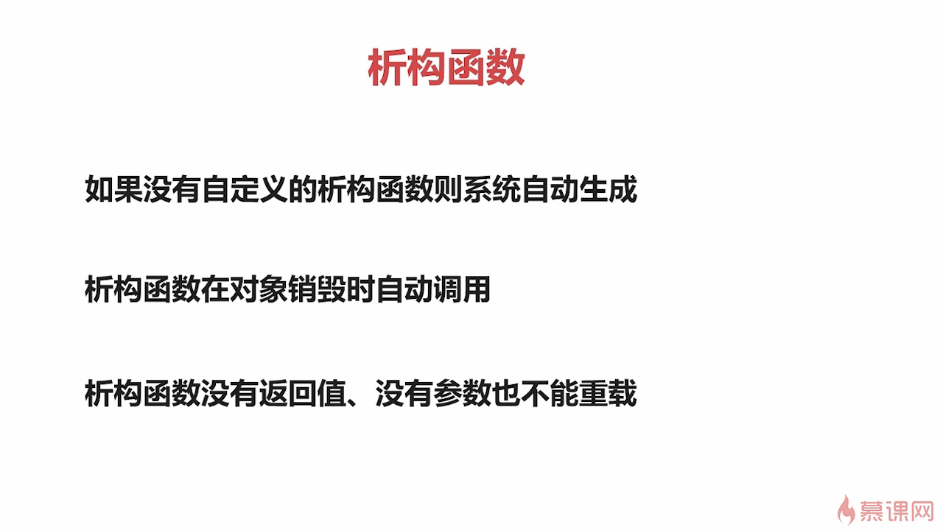 析构函数
如果没有自定义的析构函数则系统自动生成
析构函数在对象销毁时自动调用
析构函数没有返回值、没有参数也不能重载
慕课网